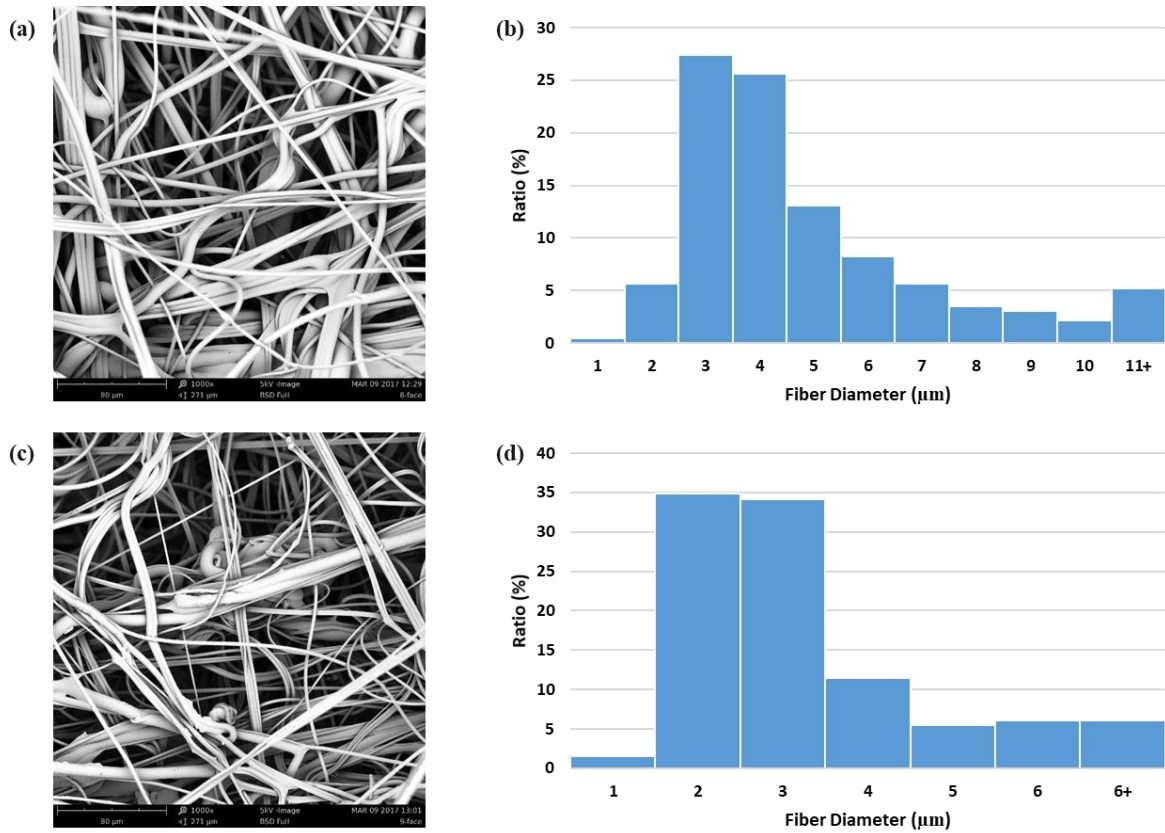 (a)
80 µm
1000x
271 µm
5kV -Image
BSD Full
MAR 09 2017 12:29
8-face
(b)
Ratio (%)
30
25
20
15
10
5
0
1 2 3 4 5 6 7 8 9 10 11+
Fiber Diameter (µm)
(c)
80 µm
1000x
271 µm
5kV -Image
BSD Full
MAR 09 2017 13:01
9-face
(d)
Ratio (%)
40
35
30
25
20
15
10
5
0
1 2 3 4 5 6 6+
Fiber Diameter (µm)